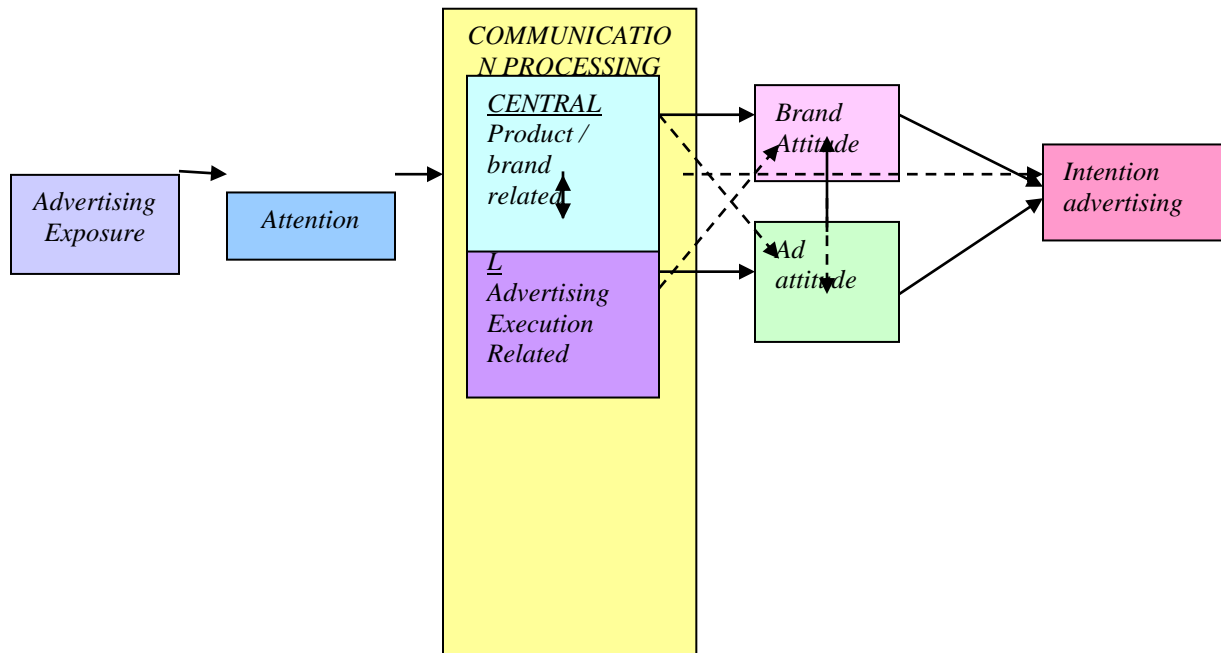 COMMUNICATIO
N PROCESSING
CENTRAL
Product /
brand
related
L
Advertising
Execution
Related
Advertising
Exposure
Attention
Brand
Attitude
Ad
attitude
Intention
advertising